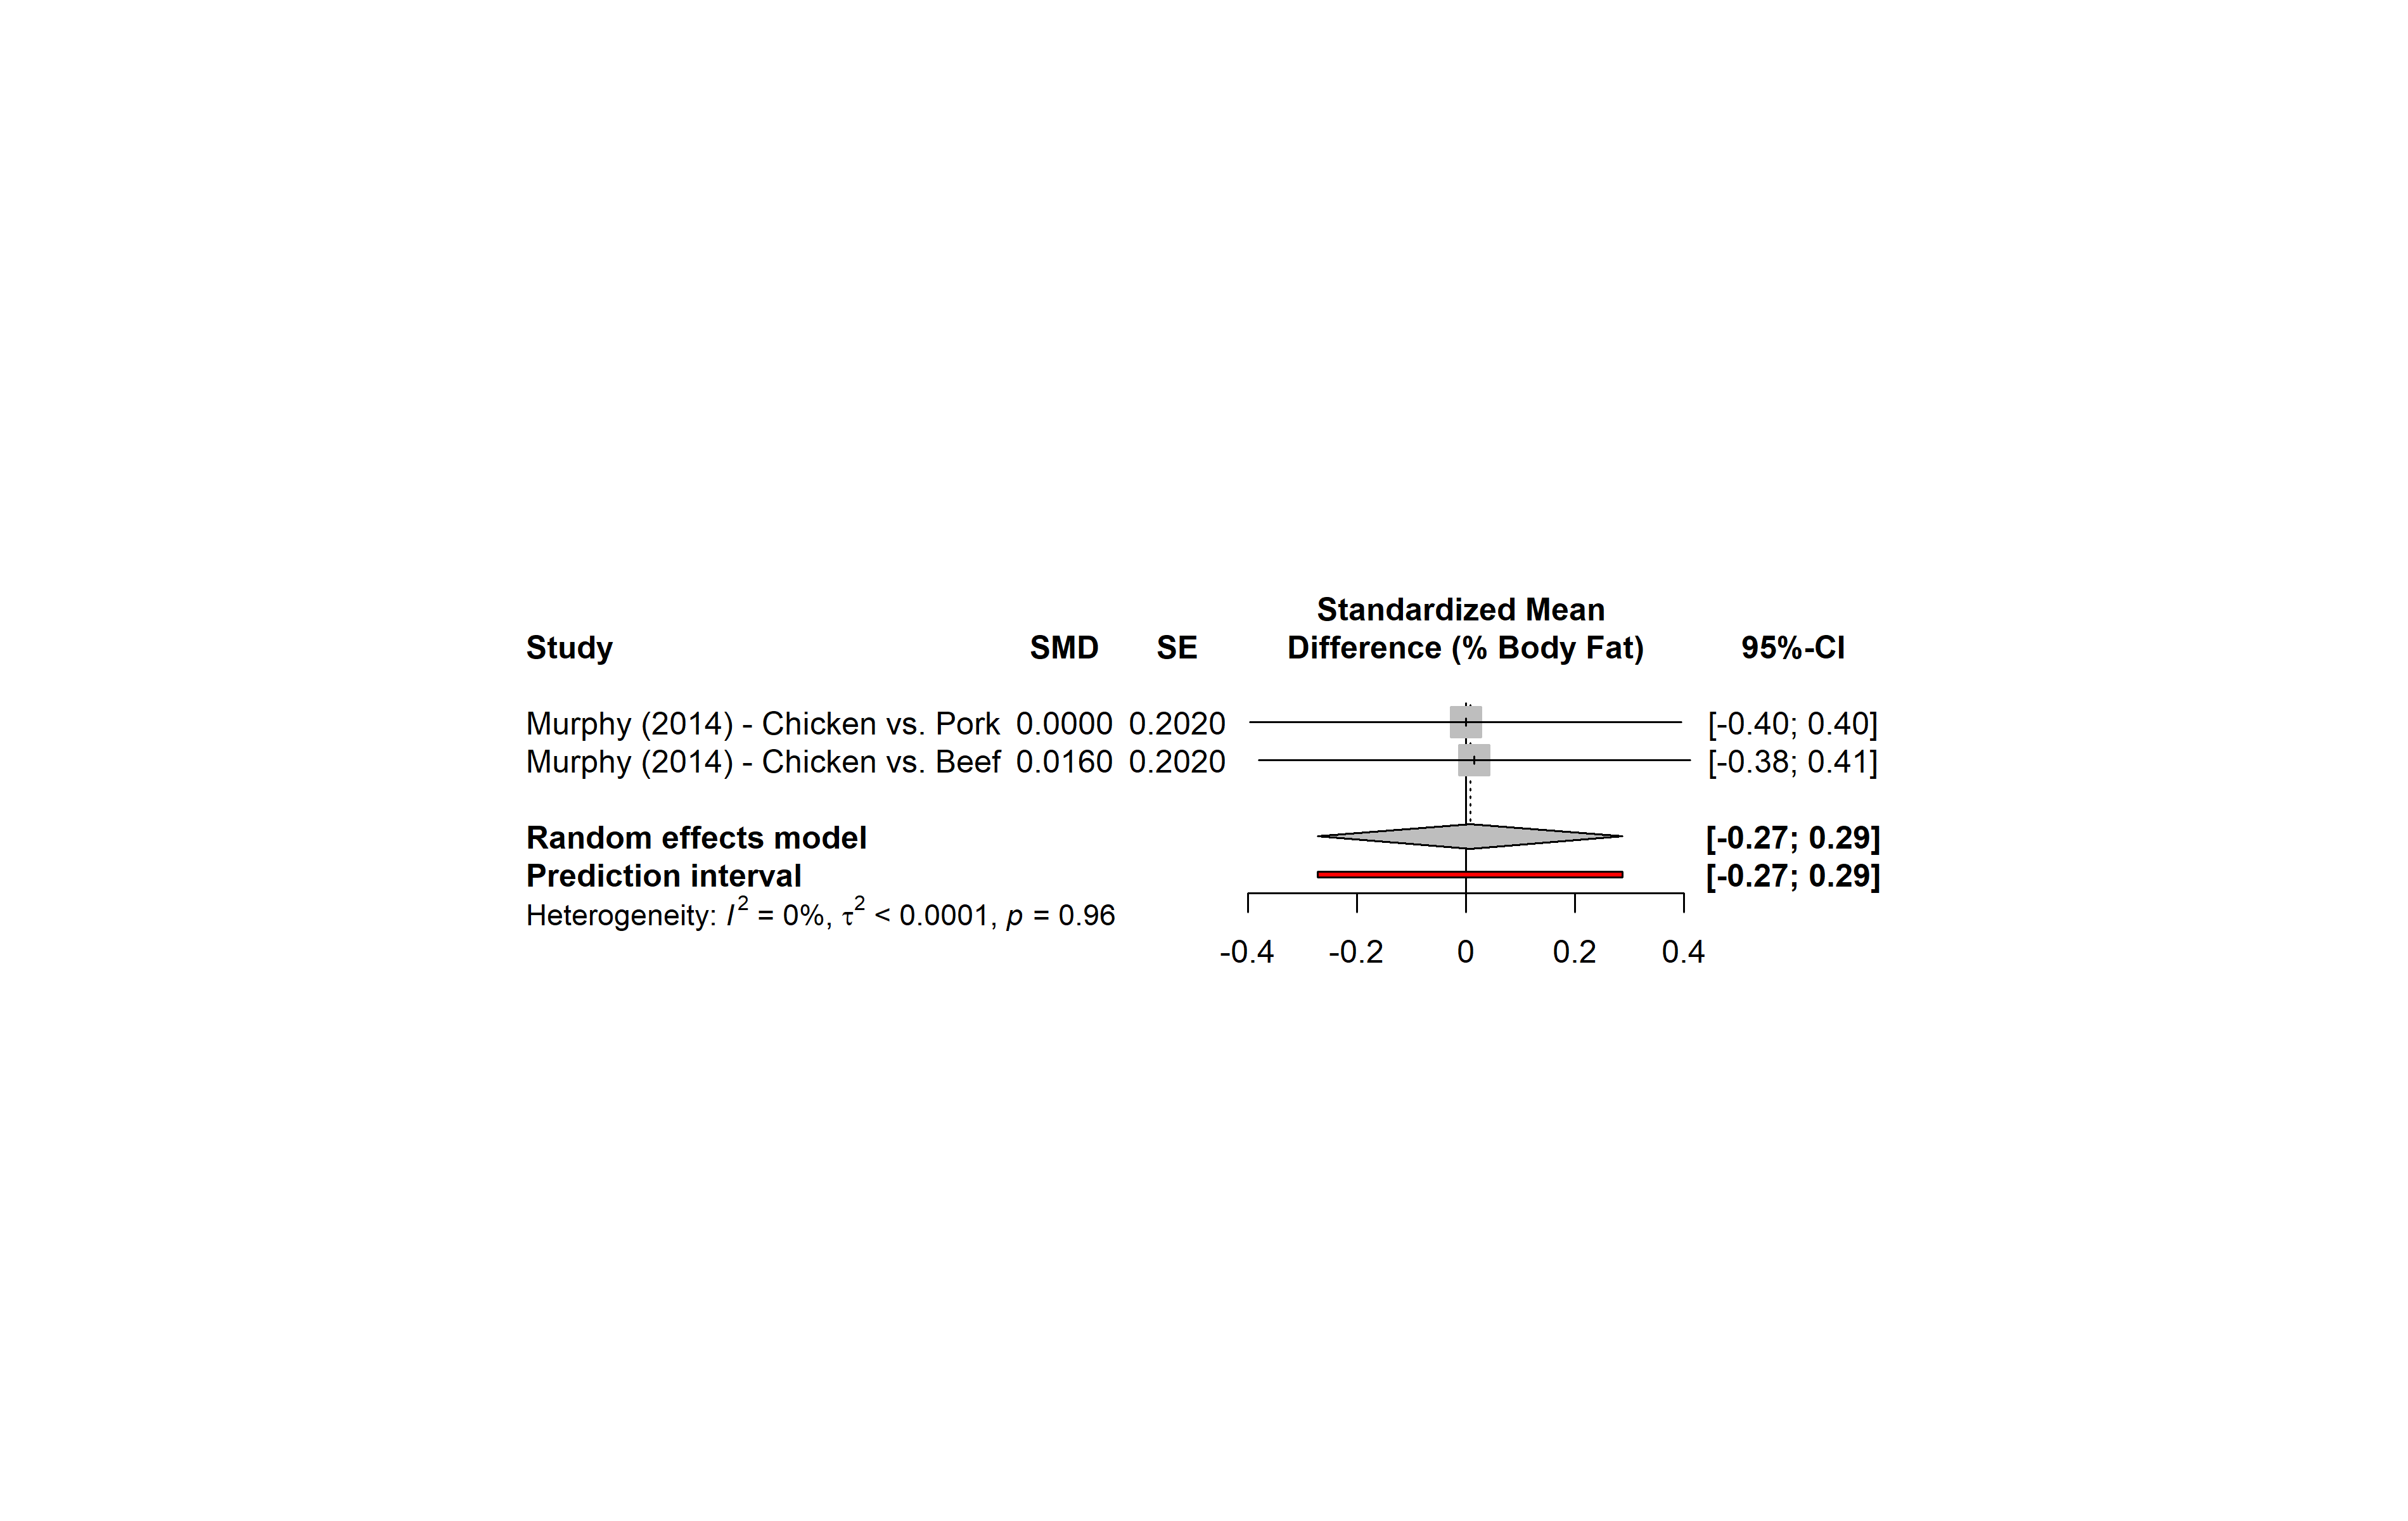 Standardized Mean
Study SMD SE Difference (% Body Fat) 95%-CI
Murphy (2014) - Chicken vs. Pork 0.0000 0.2020 [-0.40; 0.40]
Murphy (2014) - Chicken vs. Beef 0.0160 0.2020 [-0.38; 0.41]
Random effects model [-0.27; 0.29]
Prediction interval [-0.27; 0.29]
Heterogeneity: I² = 0%, τ² < 0.0001, p = 0.96
-0.4 -0.2 0 0.2 0.4